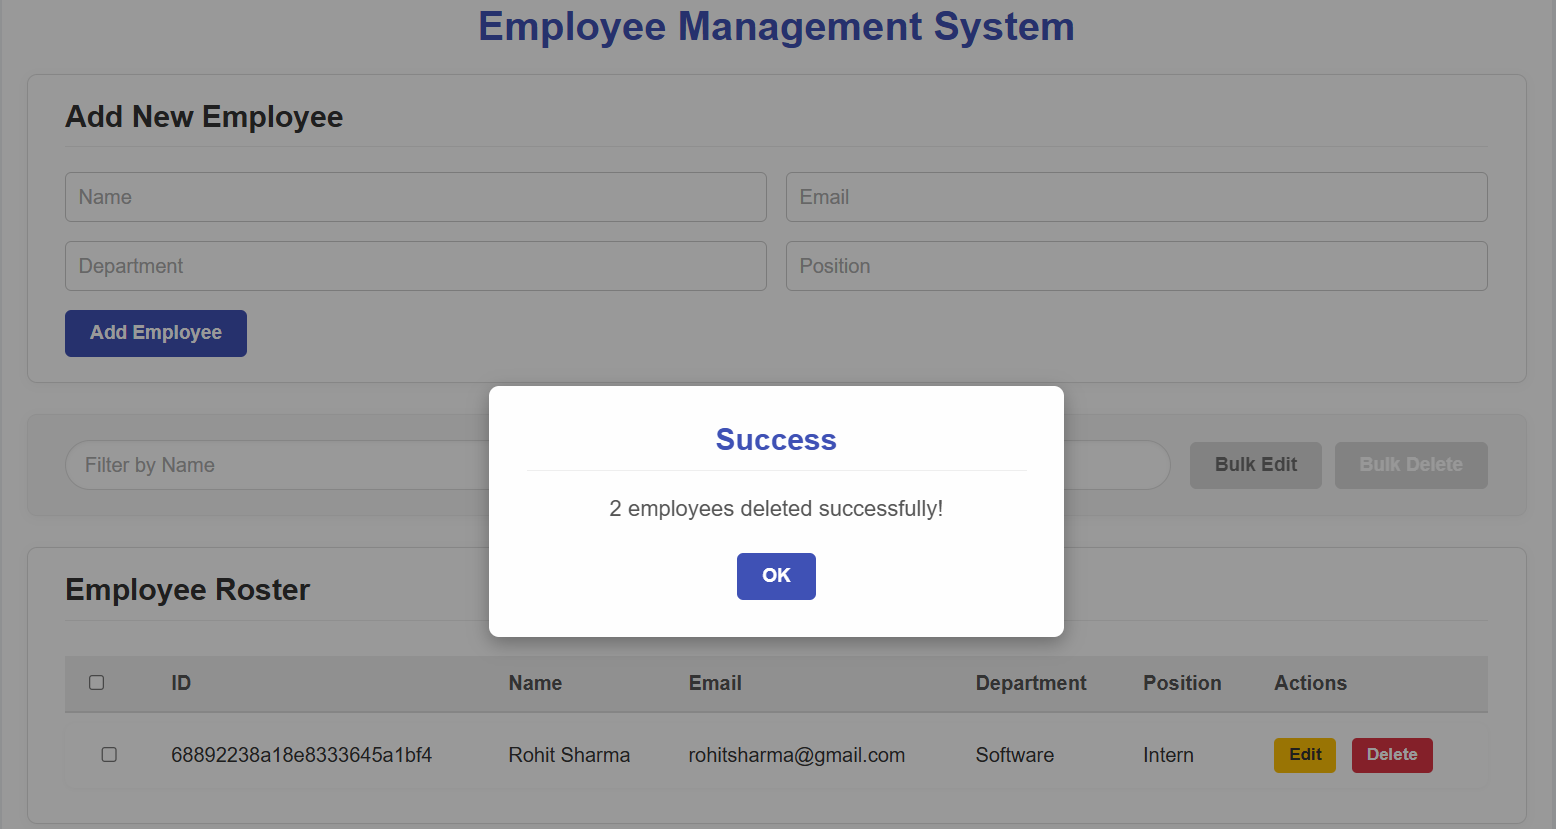 Employee Management System
Add New Employee
Name Email
Department Position
Add Employee
Success
Filter by Name Bulk Edit Bulk Delete
2 employees deleted successfully!
OK
Employee Roster
ID Name Email Department Position Actions
68892238a18e8333645a1bf4 Rohit Sharma rohitsharma@gmail.com Software Intern Edit Delete